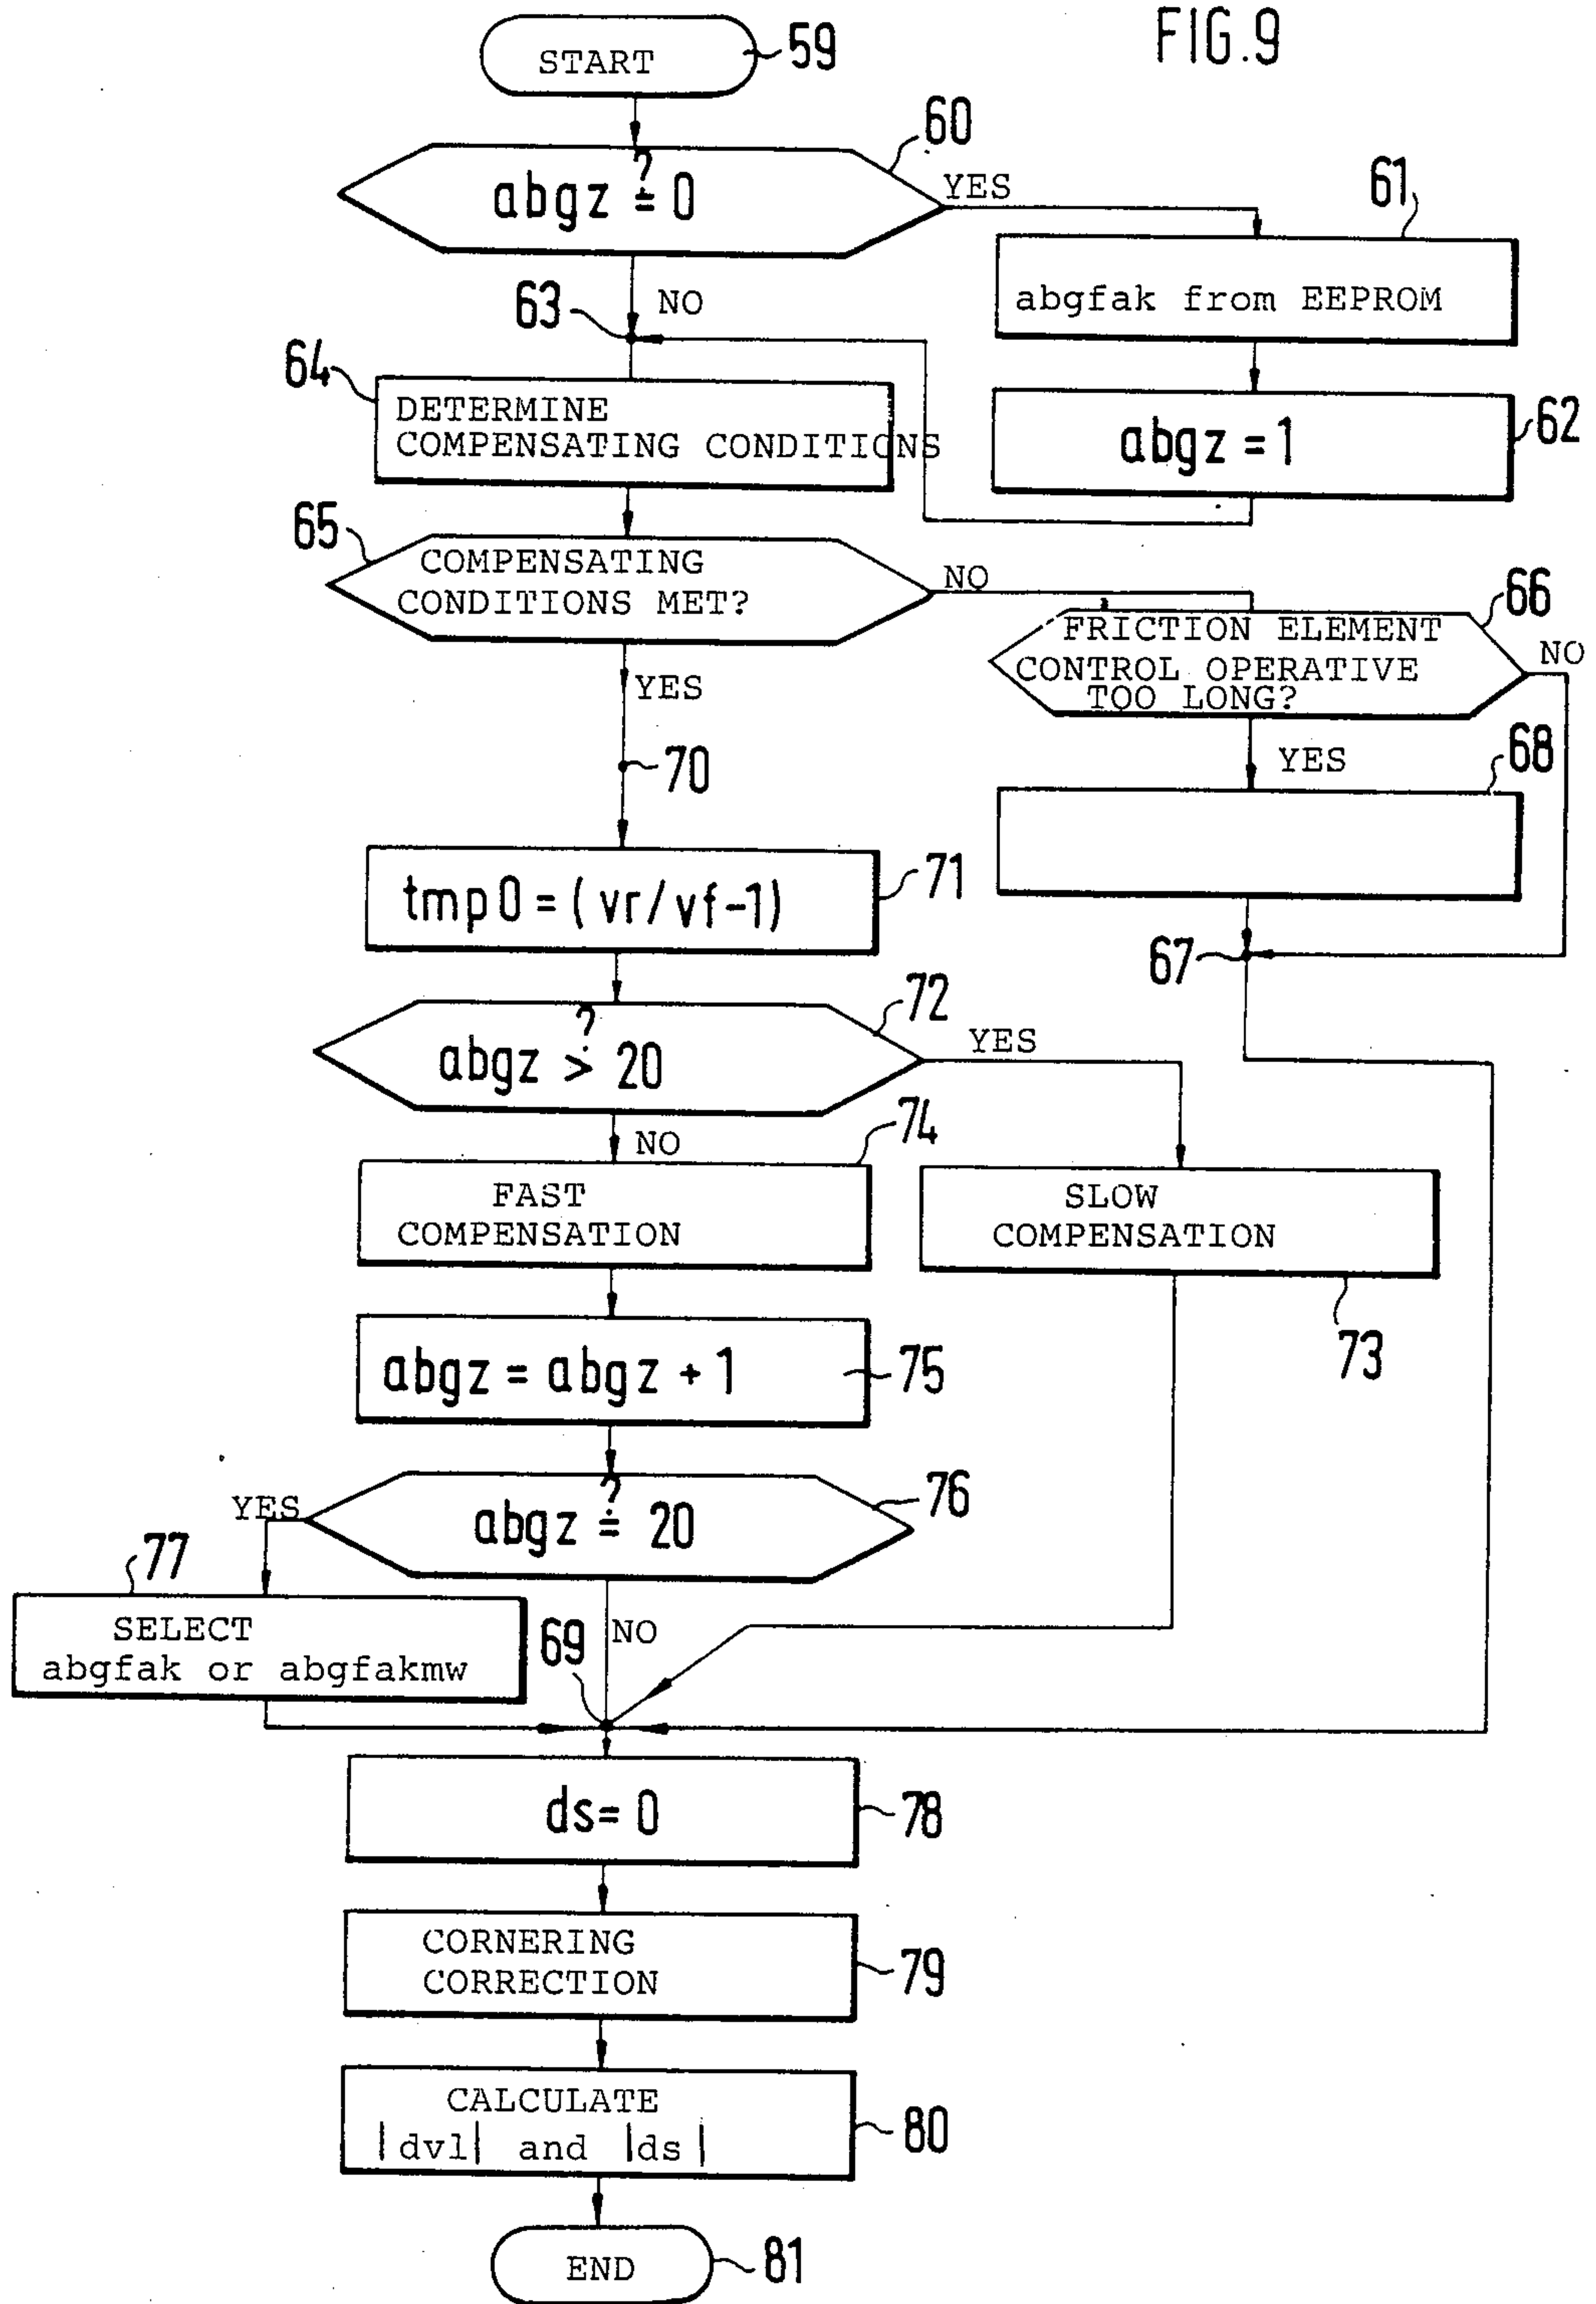 FIG.9
START
59
60
abgz ≟ 0
YES
61
abgfak from EEPROM
NO
63
64
DETERMINE
COMPENSATING CONDITIONS
abgz = 1
62
65
COMPENSATING
CONDITIONS MET?
NO
66
FRICTION ELEMENT
CONTROL OPERATIVE
TOO LONG?
NO
YES
YES
68
70
tmp0 = ( vr/vf-1)
71
67
72
abgz >? 20
YES
NO
74
FAST
COMPENSATION
SLOW
COMPENSATION
73
abgz = abgz + 1
75
76
abgz ≟ 20
YES
77
SELECT
abgfak or abgfakmw
69
NO
ds= 0
78
CORNERING
CORRECTION
79
CALCULATE
|dvl| and |ds|
80
END
81